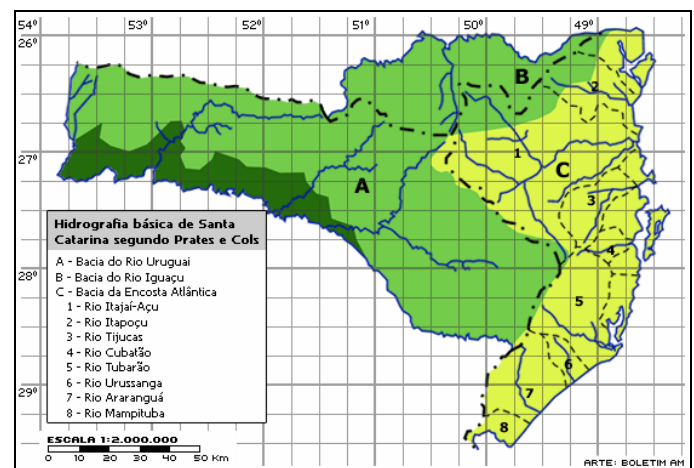 54° 53° 52° 51° 50° 49°
26°
B
2
27°
1
C
A
3
4
28°
5
6
29°
7
8
Hidrografia básica de Santa
Catarina segundo Prates e Cols
A - Bacia do Rio Uruguai
B - Bacia do Rio Iguaçu
C - Bacia da Encosta Atlântica
1 - Rio Itajaí-Açu
2 - Rio Itapoçu
3 - Rio Tijucas
4 - Rio Cubatão
5 - Rio Tubarão
6 - Rio Urussanga
7 - Rio Araranguá
8 - Rio Mampituba
ESCALA 1:2.000.000
0 10 20 30 50 Km
ARTE: BOLETIM AM